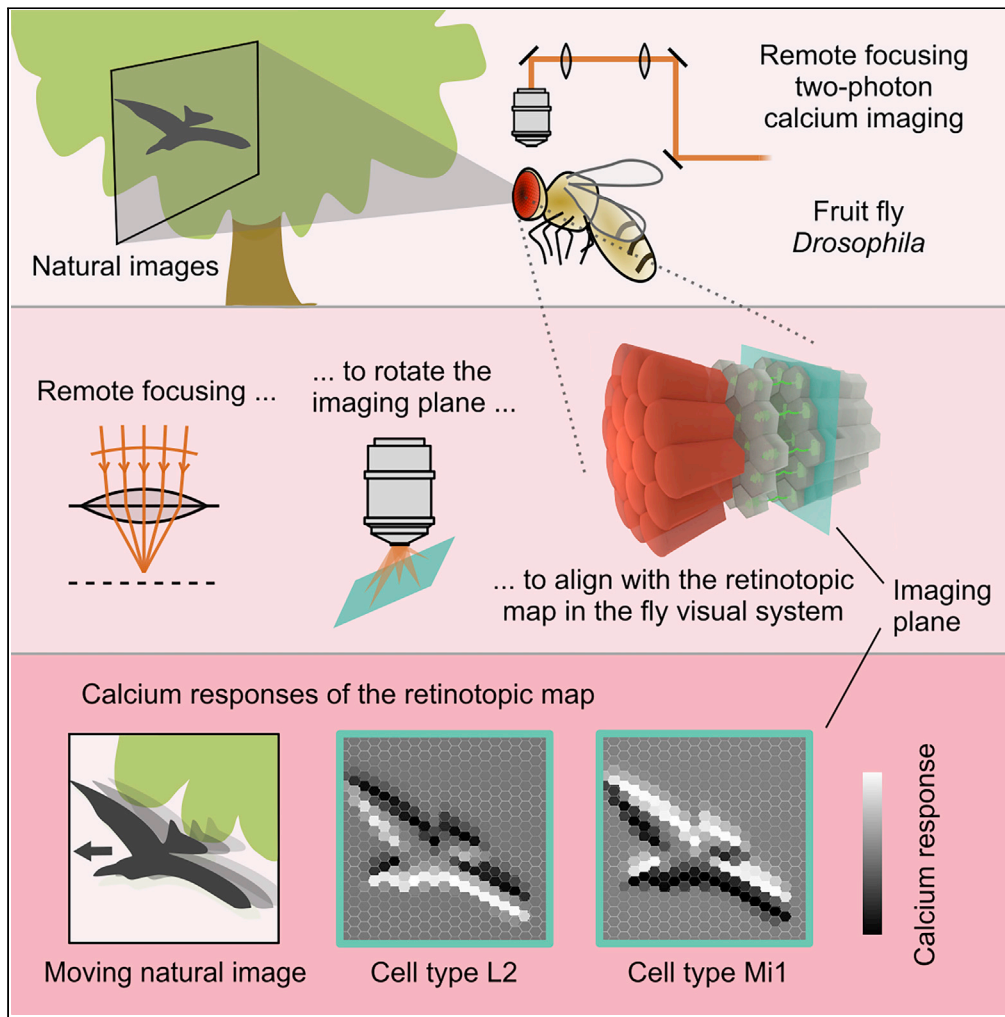 Remote focusing
two-photon
calcium imaging
Fruit fly
Drosophila
Natural images
Remote focusing ...
... to rotate the
imaging plane ...
... to align with the retinotopic
map in the fly visual system
Imaging
plane
Calcium responses of the retinotopic map
Calcium response
Moving natural image
Cell type L2
Cell type Mi1